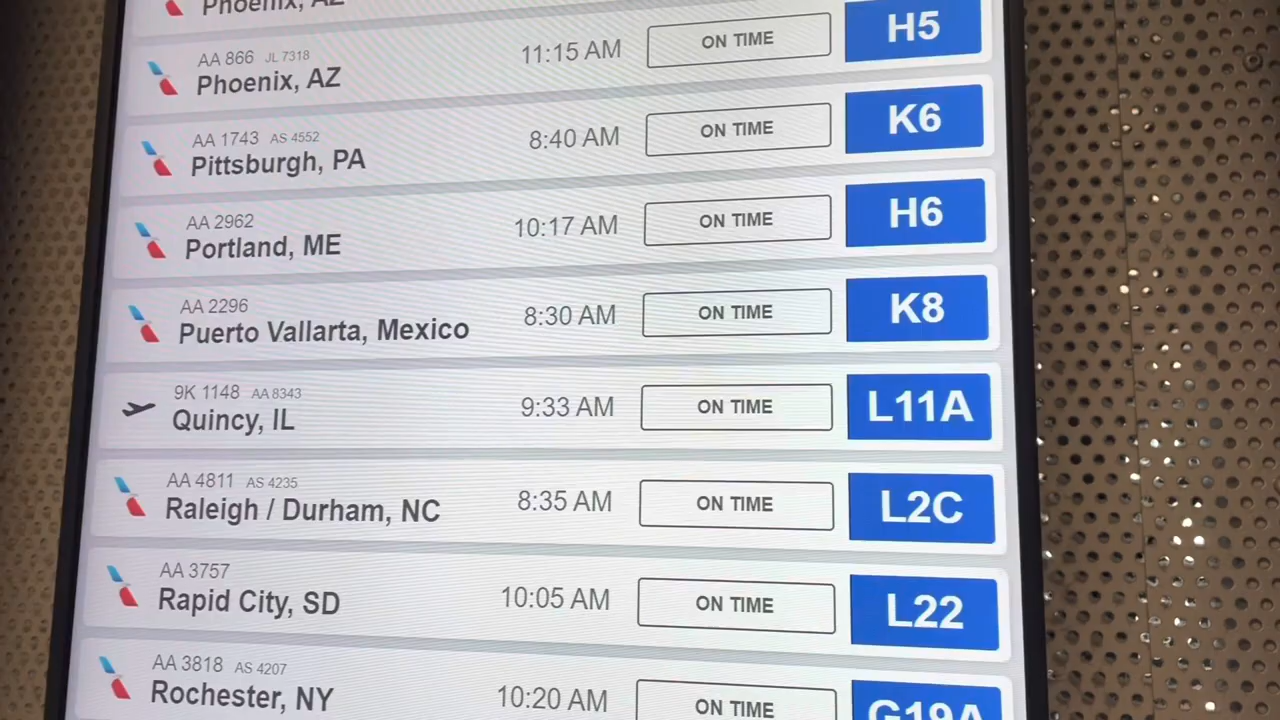 Phoenix, AZ
AA 866 JL 7318
Phoenix, AZ
11:15 AM
ON TIME
H5
AA 1743 AS 4552
Pittsburgh, PA
8:40 AM
ON TIME
K6
AA 2962
Portland, ME
10:17 AM
ON TIME
H6
AA 2296
Puerto Vallarta, Mexico
8:30 AM
ON TIME
K8
9K 1148 AA 8343
Quincy, IL
9:33 AM
ON TIME
L11A
AA 4811 AS 4235
Raleigh / Durham, NC
8:35 AM
ON TIME
L2C
AA 3757
Rapid City, SD
10:05 AM
ON TIME
L22
AA 3818 AS 4207
Rochester, NY
10:20 AM
ON TIME
G19A